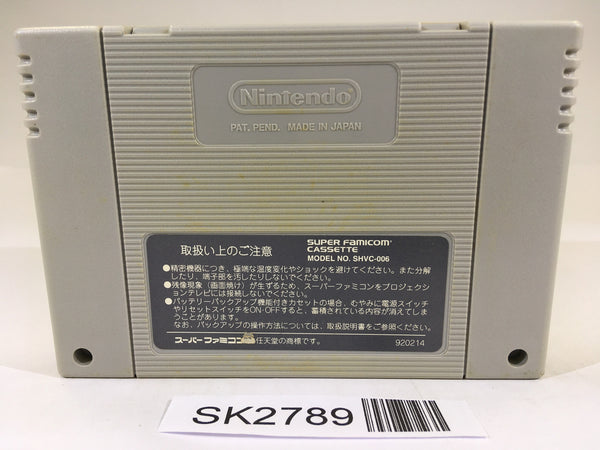 Nintendo
PAT. PEND. MADE IN JAPAN
取扱い上のご注意
SUPER FAMICOM
CASSETTE
MODEL NO. SHVC-006
●精密機器につき、極端な温度変化やショックを避けてください。また分解
したり、端子部を汚したりしないでください。
●残像現象（画面焼け）が生ずるため、スーパーファミコンをプロジェクシ
ョンテレビには接続しないでください。
●バッテリーバックアップ機能付きカセットの場合、むやみに電源スイッチ
やリセットスイッチをON・OFFすると、蓄積されている内容が消えてしま
うことがあります。
なお、バックアップの操作方法については、取扱説明書をご参照ください。
スーパーファミコン 任天堂の商標です。
920214
SK2789